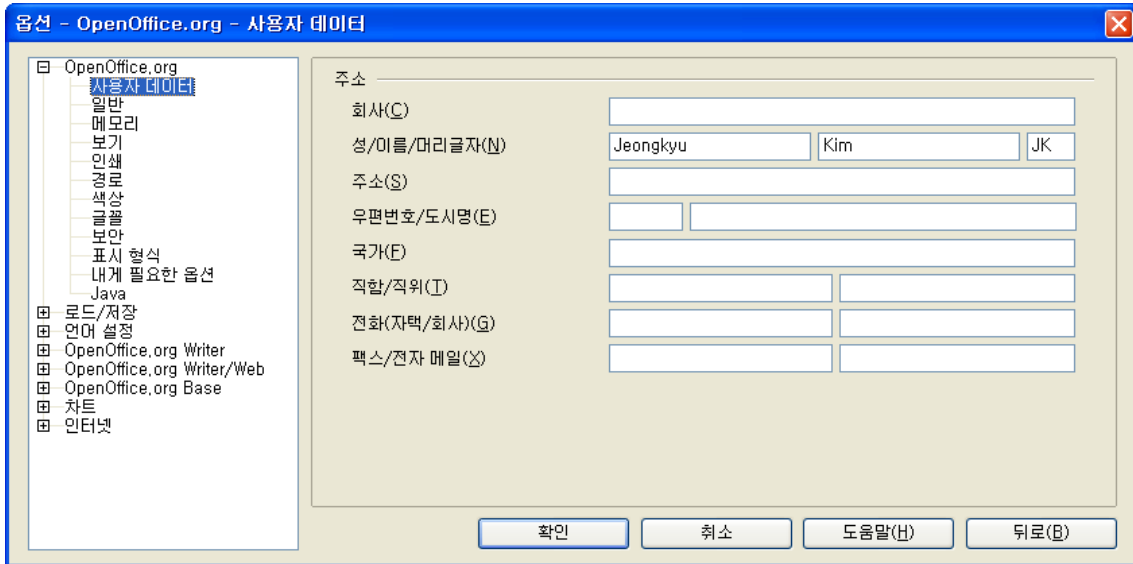 옵션 - OpenOffice.org - 사용자 데이터
OpenOffice.org
사용자 데이터
일반
메모리
보기
인쇄
경로
색상
글꼴
보안
표시 형식
내게 필요한 옵션
Java
로드/저장
언어 설정
OpenOffice.org Writer
OpenOffice.org Writer/Web
OpenOffice.org Base
차트
인터넷
주소
회사(C)
성/이름/머리글자(N) Jeongkyu Kim JK
주소(S)
우편번호/도시명(E)
국가(F)
직함/직위(T)
전화(자택/회사)(G)
팩스/전자 메일(X)
확인 취소 도움말(H) 뒤로(B)